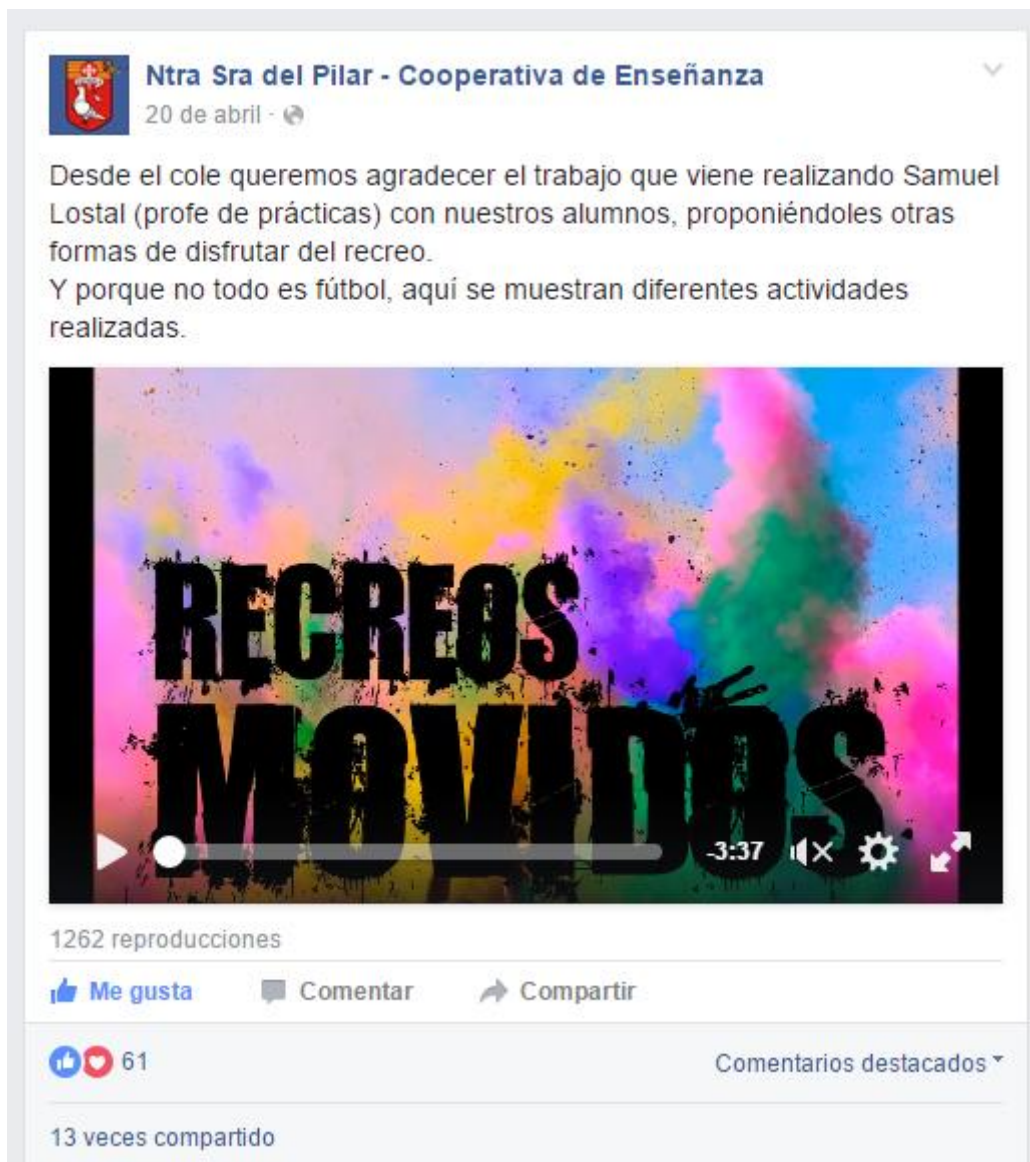 Ntra Sra del Pilar - Cooperativa de Enseñanza
20 de abril ·
Desde el cole queremos agradecer el trabajo que viene realizando Samuel
Lostal (profe de prácticas) con nuestros alumnos, proponiéndoles otras
formas de disfrutar del recreo.
Y porque no todo es fútbol, aquí se muestran diferentes actividades
realizadas.
RECREOS
MOVIDOS
-3:37
1262 reproducciones
Me gusta Comentar Compartir
61 Comentarios destacados
13 veces compartido